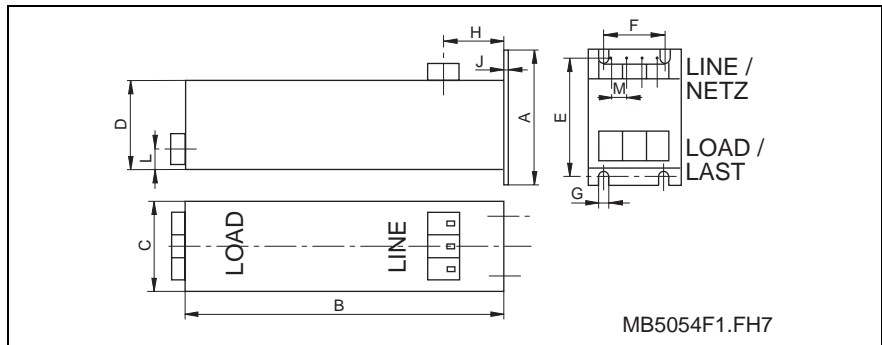 H
J
A
D
L
F
M
E
G
LINE /
NETZ
LOAD /
LAST
C
LOAD
LINE
B
MB5054F1.FH7